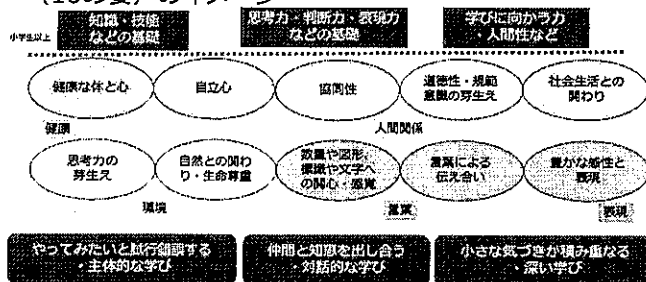 (10の姿)のイメージ
小学生以上
知識・技能
などの基礎
思考力・判断力・表現力
などの基礎
学びに向かう力
・人間性など
健康な体と心
自立心
協同性
道徳性・規範
意識の芽生え
社会生活との
関わり
健康
人間関係
思考力の
芽生え
自然との関わ
り・生命尊重
数量や図形、
標識や文字へ
の関心・感覚
言葉による
伝え合い
豊かな感性と
表現
環境
言葉
表現
やってみたいと試行錯誤する
・主体的な学び
仲間と知恵を出し合う
・対話的な学び
小さな気づきが積み重なる
・深い学び